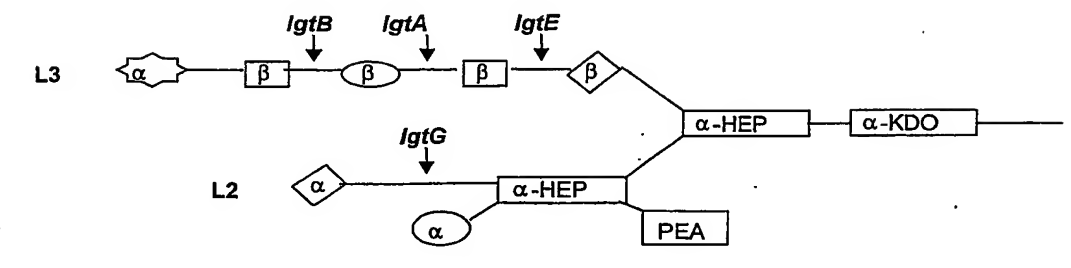 lgtB lgtA lgtE
L3 α β β β β
α-HEP α-KDO
lgtG
L2 α α-HEP
α PEA